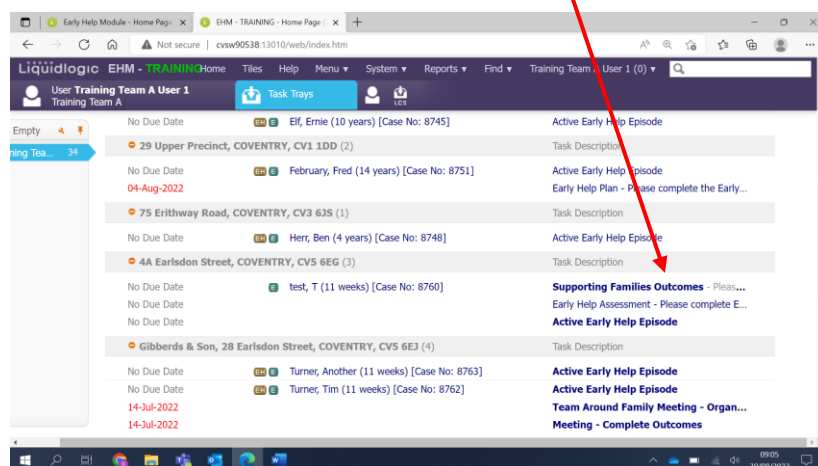 Early Help Module - Home Page
EHM - TRAINING - Home Page (
Not secure | cvsw90538:13010/web/index.htm
Liquidlogic EHM - TRAINING Home Tiles Help Menu System Reports Find Training Team A User 1 (0)
User Training Team A User 1
Training Team A
Task Trays
LCS
Empty
ning Tea... 34
No Due Date EH E Elf, Ernie (10 years) [Case No: 8745] Active Early Help Episode
29 Upper Precinct, COVENTRY, CV1 1DD (2) Task Description
No Due Date EH E February, Fred (14 years) [Case No: 8751] Active Early Help Episode
04-Aug-2022 Early Help Plan - Please complete the Early...
75 Erithway Road, COVENTRY, CV3 6JS (1) Task Description
No Due Date EH E Herr, Ben (4 years) [Case No: 8748] Active Early Help Episode
4A Earlsdon Street, COVENTRY, CV5 6EG (3) Task Description
No Due Date E test, T (11 weeks) [Case No: 8760] Supporting Families Outcomes - Pleas...
No Due Date Early Help Assessment - Please complete E...
No Due Date Active Early Help Episode
Gibberds & Son, 28 Earlsdon Street, COVENTRY, CV5 6EJ (4) Task Description
No Due Date EH E Turner, Another (11 weeks) [Case No: 8763] Active Early Help Episode
No Due Date EH E Turner, Tim (11 weeks) [Case No: 8762] Active Early Help Episode
14-Jul-2022 Team Around Family Meeting - Organ...
14-Jul-2022 Meeting - Complete Outcomes
09:05